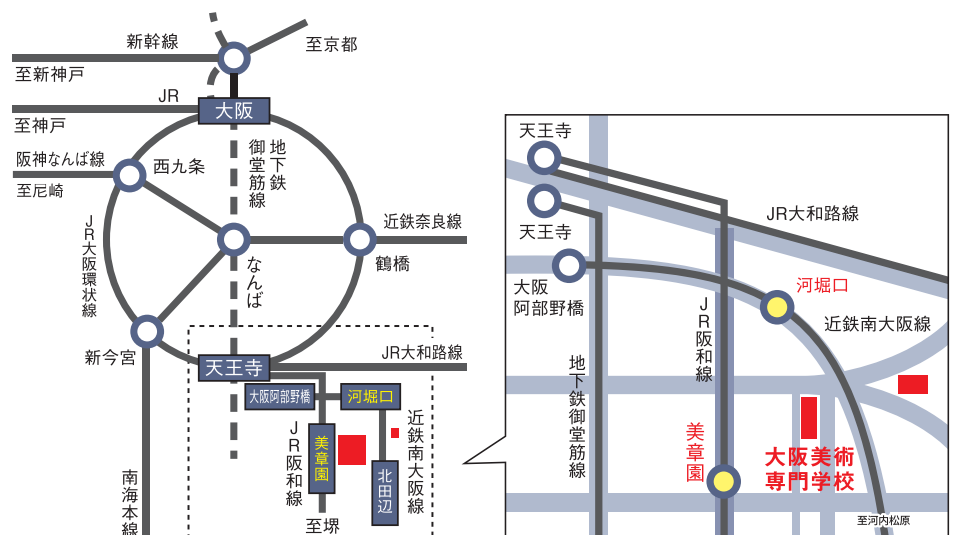 新幹線
至京都
至新神戸
JR
至神戸
大阪
阪神なんば線
至尼崎
西九条
地下鉄
御堂筋線
近鉄奈良線
鶴橋
JR大阪環状線
なんば
新今宮
天王寺
JR大和路線
大阪阿部野橋
河堀口
JR阪和線
美章園
近鉄南大阪線
北田辺
至堺
南海本線
天王寺
天王寺
JR大和路線
大阪
阿部野橋
河堀口
JR阪和線
近鉄南大阪線
地下鉄御堂筋線
美章園
大阪美術
専門学校
至河内松原